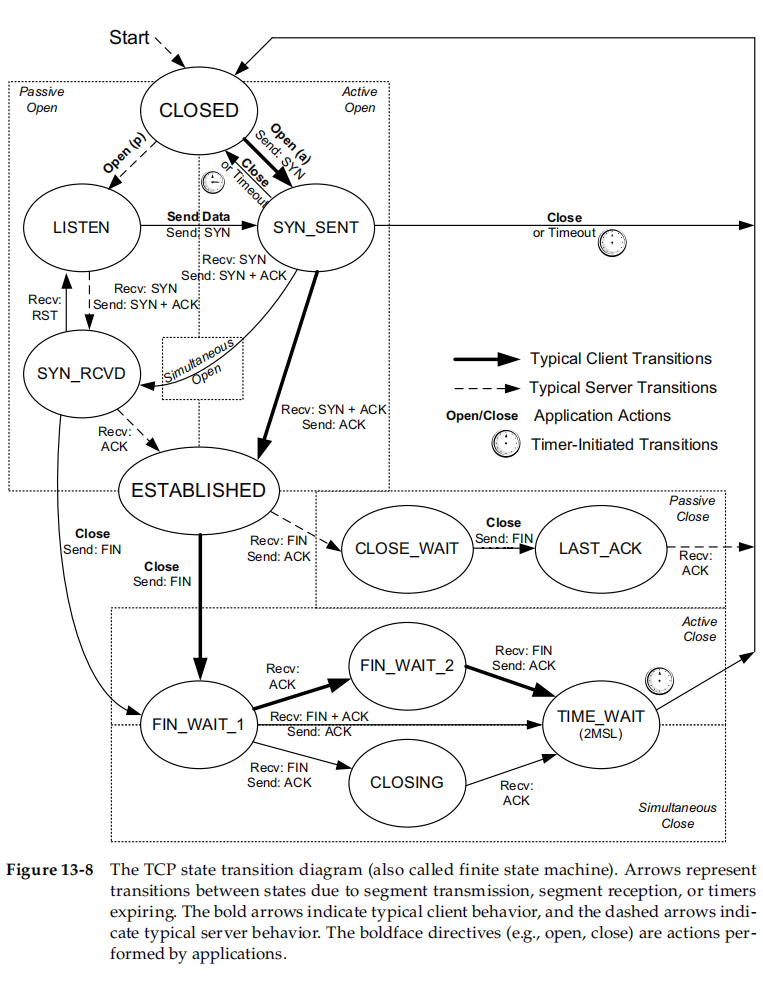 Start
Passive
Open
Active
Open
CLOSED
Open (p)
Open (a)
Send: SYN
Close
or Timeout
LISTEN
Send Data
Send: SYN
SYN_SENT
Close
or Timeout
Recv: SYN
Send: SYN + ACK
Recv: SYN
Send: SYN + ACK
Recv:
RST
SYN_RCVD
Simultaneous
Open
Recv:
ACK
Recv: SYN + ACK
Send: ACK
Typical Client Transitions
Typical Server Transitions
Open/Close Application Actions
Timer-Initiated Transitions
ESTABLISHED
Passive
Close
Close
Send: FIN
Recv: FIN
Send: ACK
CLOSE_WAIT
Close
Send: FIN
LAST_ACK
Recv:
ACK
Close
Send: FIN
Active
Close
FIN_WAIT_1
Recv:
ACK
FIN_WAIT_2
Recv: FIN
Send: ACK
Recv: FIN + ACK
Send: ACK
TIME_WAIT
(2MSL)
Recv: FIN
Send: ACK
CLOSING
Recv:
ACK
Simultaneous
Close
Figure 13-8 The TCP state transition diagram (also called finite state machine). Arrows represent
transitions between states due to segment transmission, segment reception, or timers
expiring. The bold arrows indicate typical client behavior, and the dashed arrows indi-
cate typical server behavior. The boldface directives (e.g., open, close) are actions per-
formed by applications.